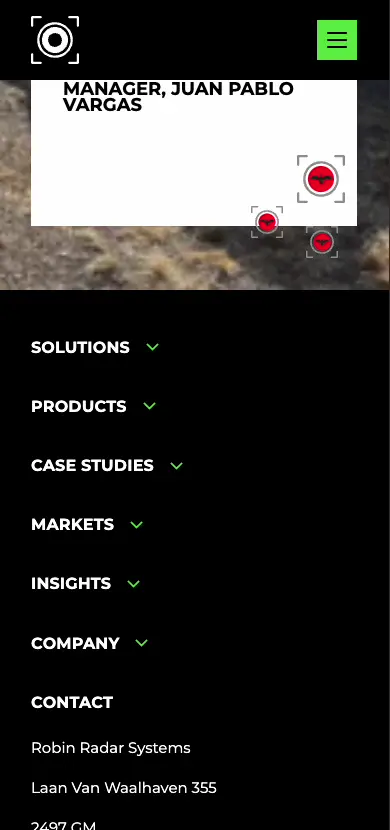 MANAGER, JUAN PABLO
VARGAS
SOLUTIONS
PRODUCTS
CASE STUDIES
MARKETS
INSIGHTS
COMPANY
CONTACT
Robin Radar Systems
Laan Van Waalhaven 355
2497 GM